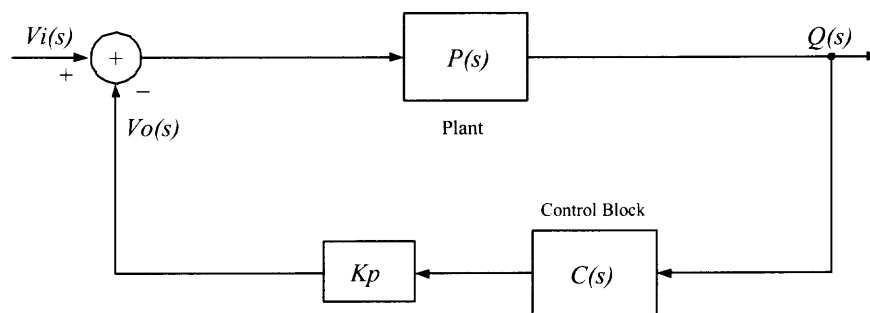 Vi(s)
Q(s)
+
P(s)
+
−
Vo(s)
Plant
Control Block
Kp
C(s)